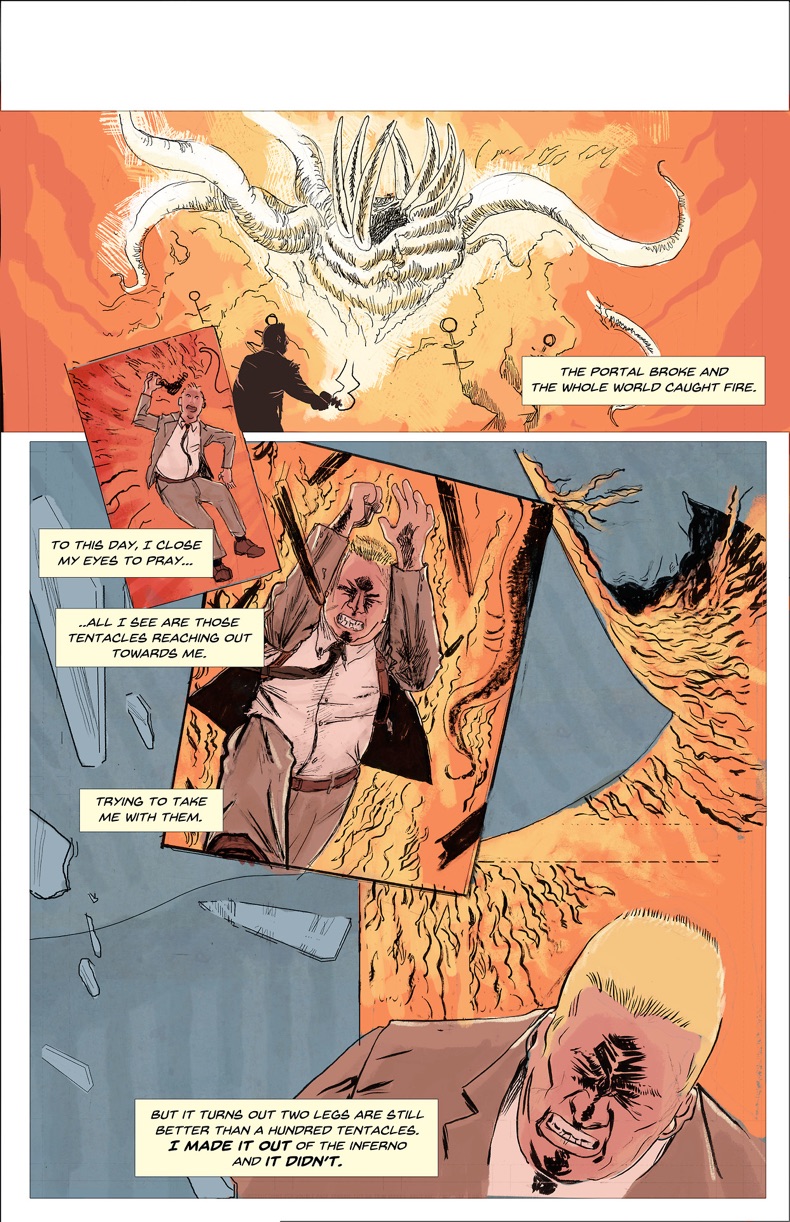 THE PORTAL BROKE AND
THE WHOLE WORLD CAUGHT FIRE.
TO THIS DAY, I CLOSE
MY EYES TO PRAY...
..ALL I SEE ARE THOSE
TENTACLES REACHING OUT
TOWARDS ME.
TRYING TO TAKE
ME WITH THEM.
BUT IT TURNS OUT TWO LEGS ARE STILL
BETTER THAN A HUNDRED TENTACLES.
I MADE IT OUT OF THE INFERNO
AND IT DIDN'T.